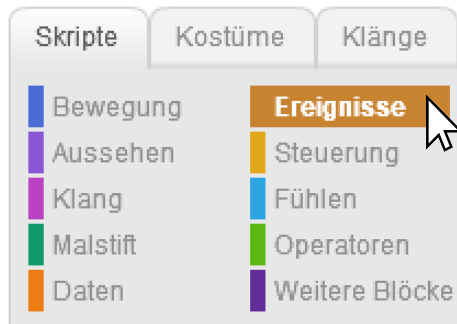 Skripte Kostüme Klänge
Bewegung Ereignisse
Aussehen Steuerung
Klang Fühlen
Malstift Operatoren
Daten Weitere Blöcke